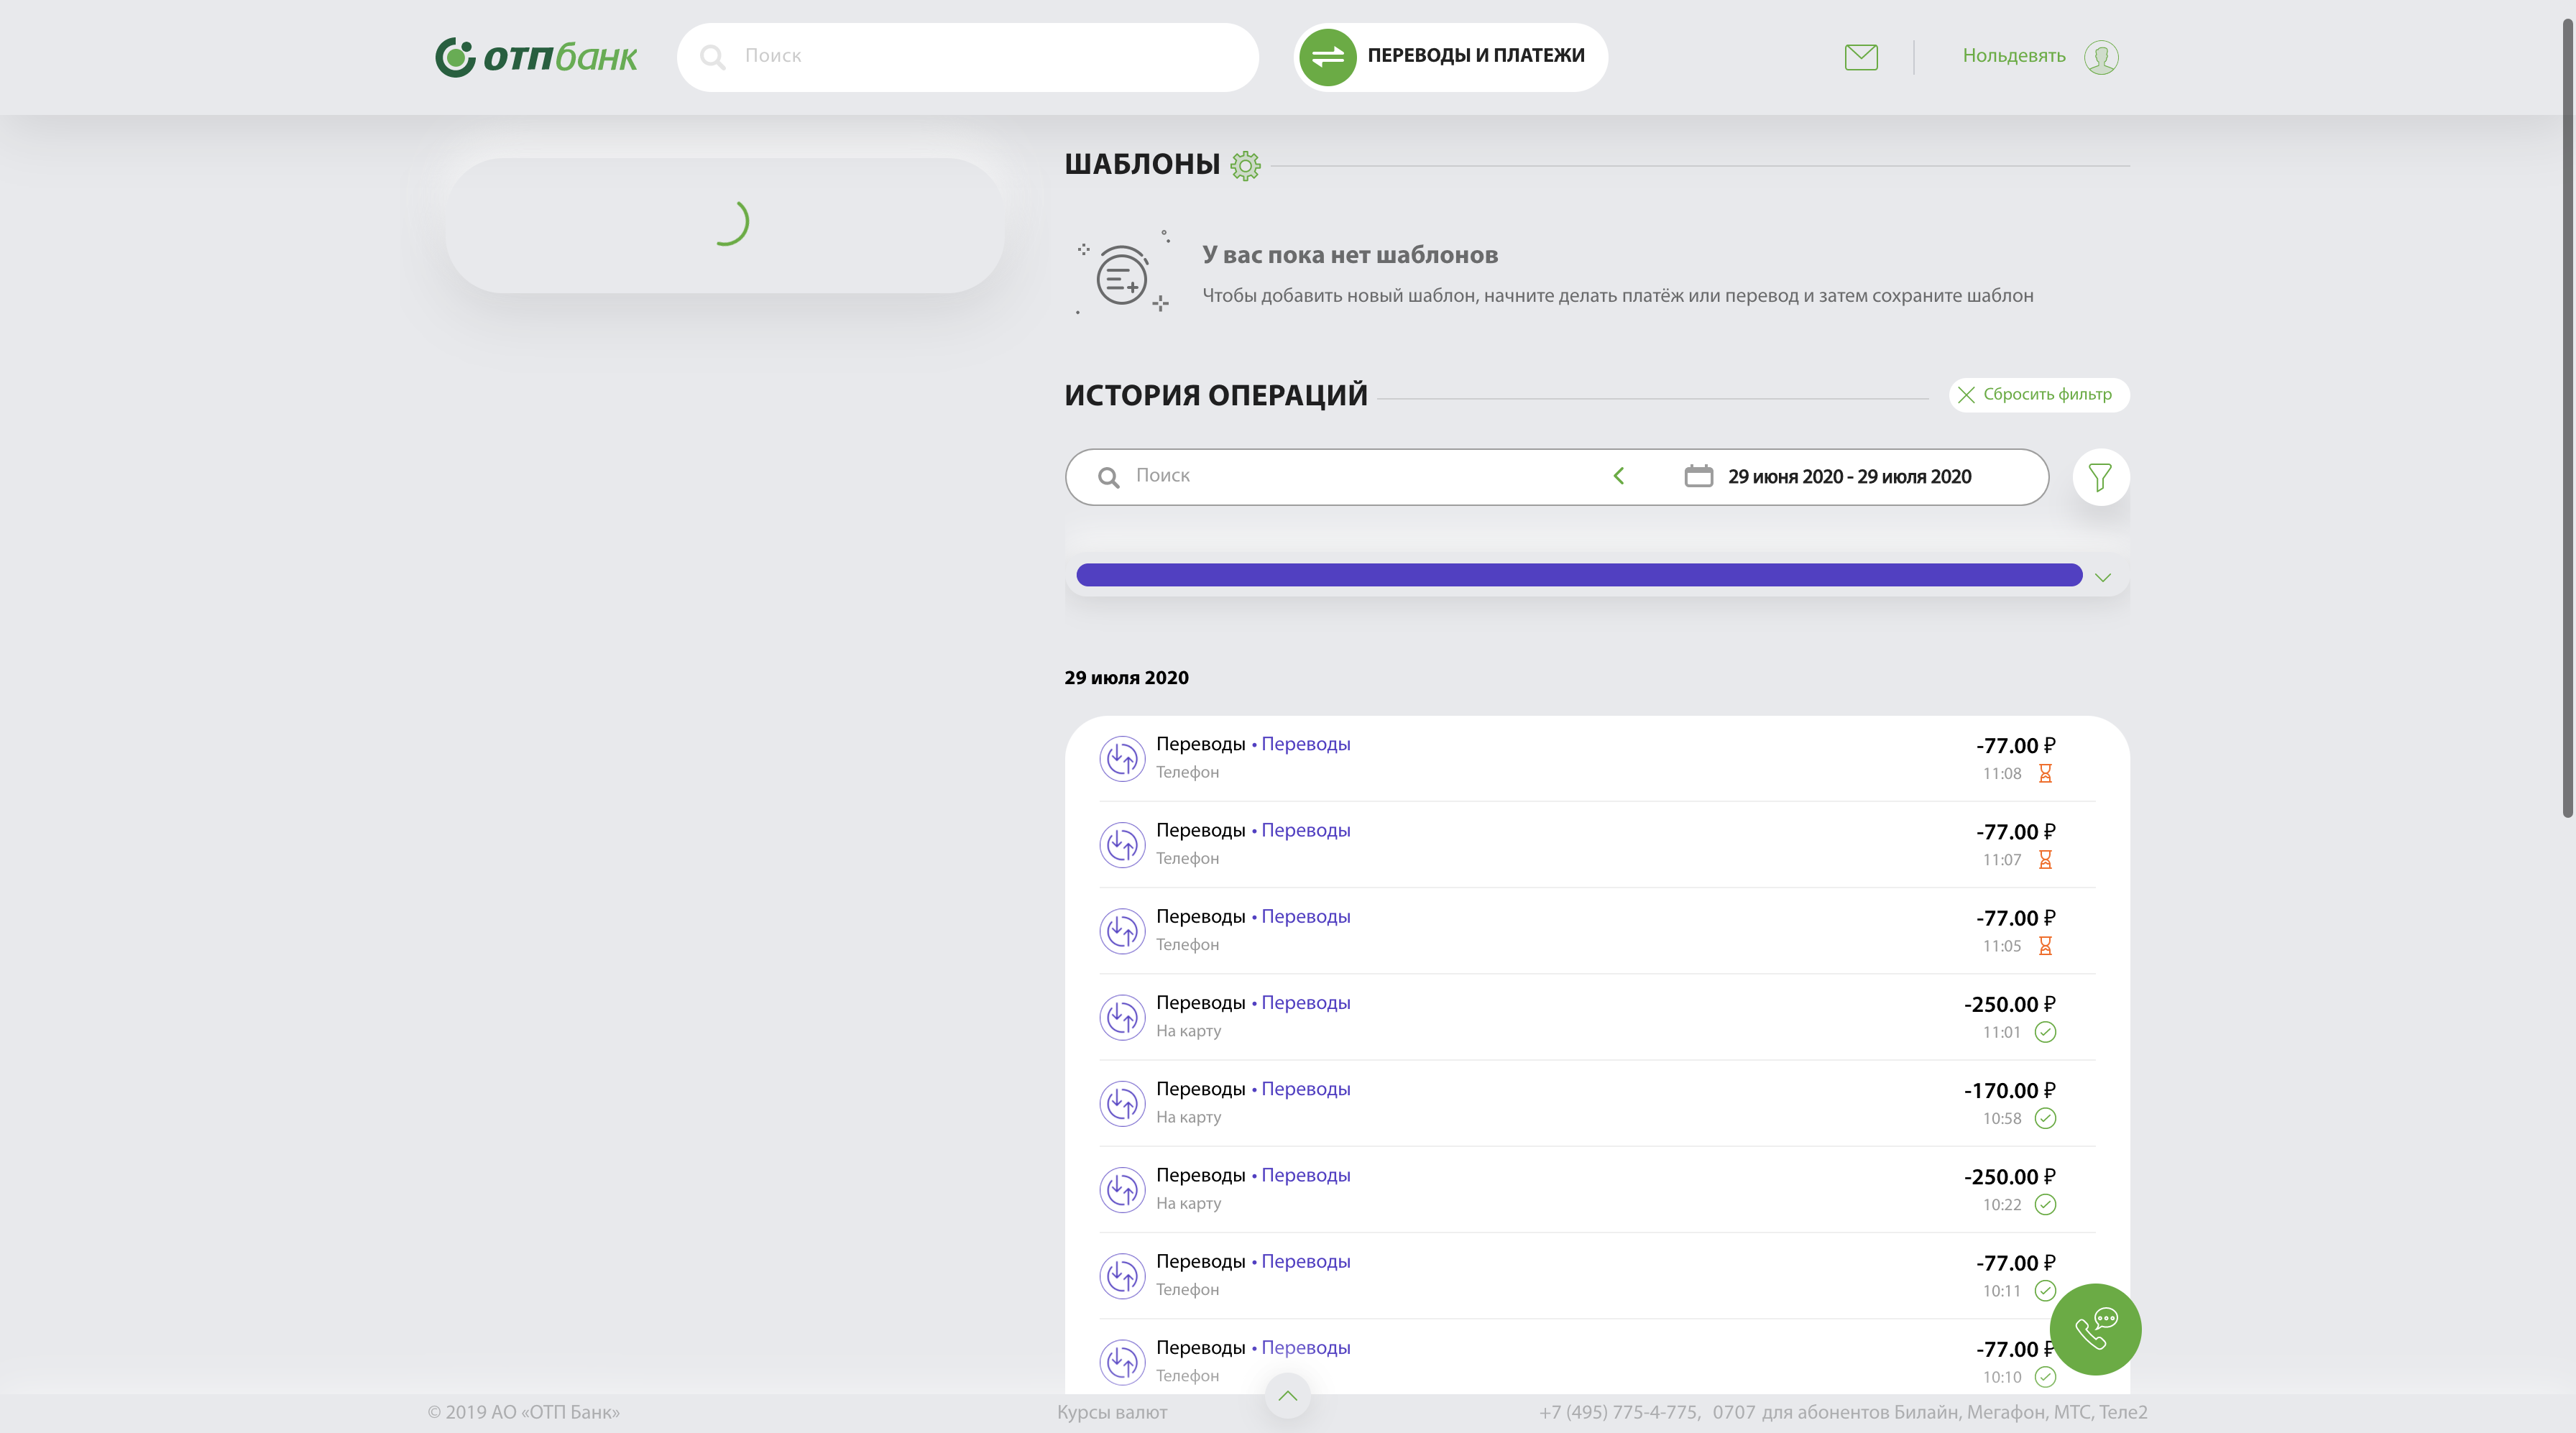 отпбанк
Поиск
ПЕРЕВОДЫ И ПЛАТЕЖИ
Нольдевять
ШАБЛОНЫ
У вас пока нет шаблонов
Чтобы добавить новый шаблон, начните делать платёж или перевод и затем сохраните шаблон
ИСТОРИЯ ОПЕРАЦИЙ
Сбросить фильтр
Поиск
29 июня 2020 - 29 июля 2020
29 июля 2020
Переводы • Переводы
-77.00 ₽
Телефон
11:08
Переводы • Переводы
-77.00 ₽
Телефон
11:07
Переводы • Переводы
-77.00 ₽
Телефон
11:05
Переводы • Переводы
-250.00 ₽
На карту
11:01
Переводы • Переводы
-170.00 ₽
На карту
10:58
Переводы • Переводы
-250.00 ₽
На карту
10:22
Переводы • Переводы
-77.00 ₽
Телефон
10:11
Переводы • Переводы
-77.00 ₽
Телефон
10:10
© 2019 АО «ОТП Банк»
Курсы валют
+7 (495) 775-4-775, 0707 для абонентов Билайн, Мегафон, МТС, Теле2